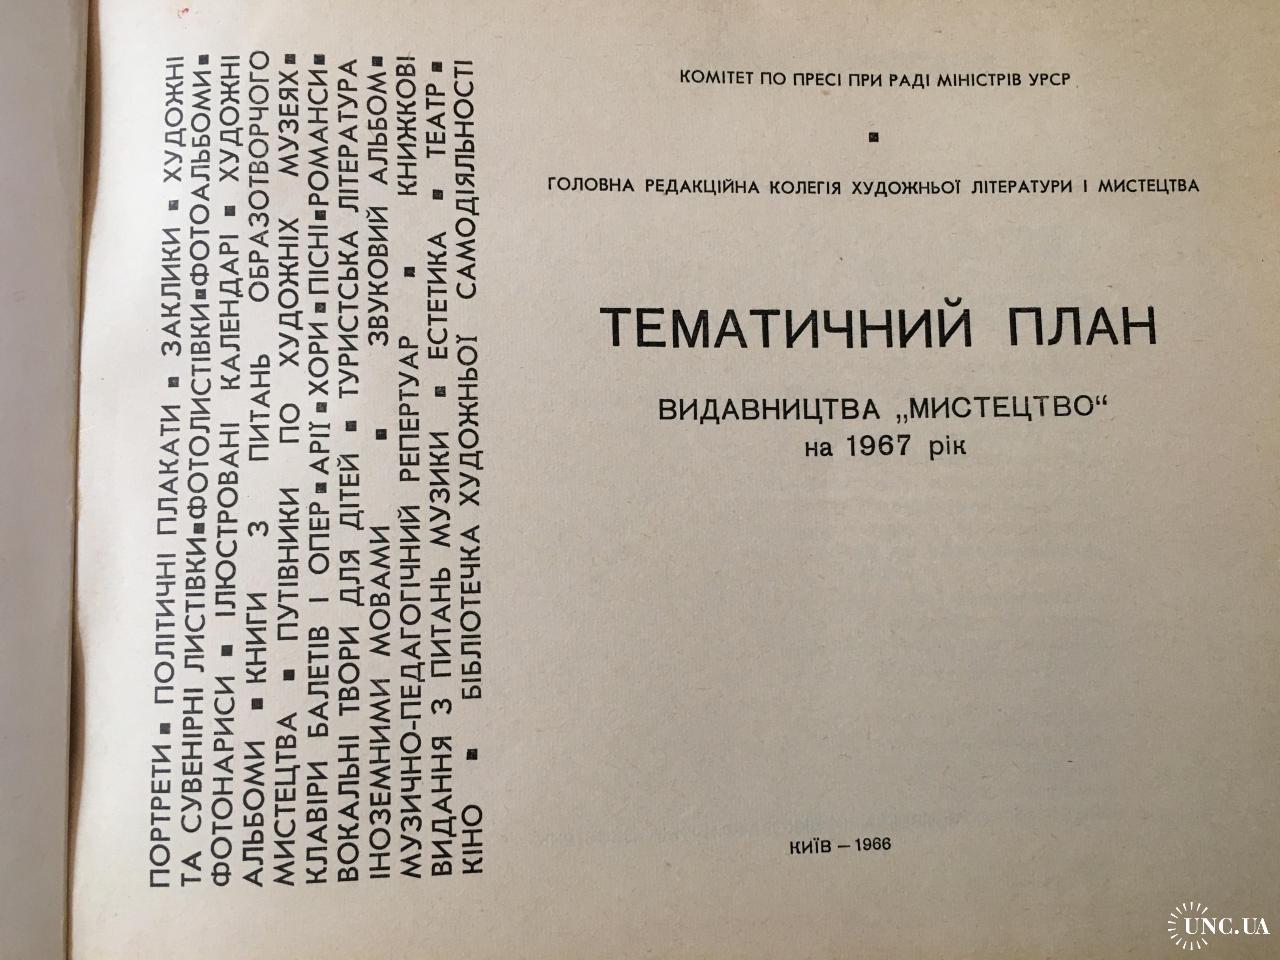 ПОРТРЕТИ ▪ ПОЛІТИЧНІ ПЛАКАТИ ▪ ЗАКЛИКИ ▪ ХУДОЖНІ
ТА СУВЕНІРНІ ЛИСТІВКИ▪ФОТОЛИСТІВКИ▪ФОТОАЛЬБОМИ▪
ФОТОНАРИСИ ▪ ІЛЮСТРОВАНІ КАЛЕНДАРІ ▪ ХУДОЖНІ
АЛЬБОМИ ▪ КНИГИ З ПИТАНЬ ОБРАЗОТВОРЧОГО
МИСТЕЦТВА ▪ ПУТІВНИКИ ПО ХУДОЖНІХ МУЗЕЯХ▪
КЛАВІРИ БАЛЕТІВ І ОПЕР▪АРІЇ▪ХОРИ▪ПІСНІ▪РОМАНСИ▪
ВОКАЛЬНІ ТВОРИ ДЛЯ ДІТЕЙ ▪ ТУРИСТСЬКА ЛІТЕРАТУРА
ІНОЗЕМНИМИ МОВАМИ ▪ ЗВУКОВИЙ АЛЬБОМ▪
МУЗИЧНО-ПЕДАГОГІЧНИЙ РЕПЕРТУАР ▪ КНИЖКОВІ
ВИДАННЯ З ПИТАНЬ МУЗИКИ ▪ ЕСТЕТИКА ▪ ТЕАТР ▪
КІНО ▪ БІБЛІОТЕЧКА ХУДОЖНЬОЇ САМОДІЯЛЬНОСТІ
КОМІТЕТ ПО ПРЕСІ ПРИ РАДІ МІНІСТРІВ УРСР
▪
ГОЛОВНА РЕДАКЦІЙНА КОЛЕГІЯ ХУДОЖНЬОЇ ЛІТЕРАТУРИ І МИСТЕЦТВА
ТЕМАТИЧНИЙ ПЛАН
ВИДАВНИЦТВА „МИСТЕЦТВО“
на 1967 рік
КИЇВ — 1966
UNC.UA